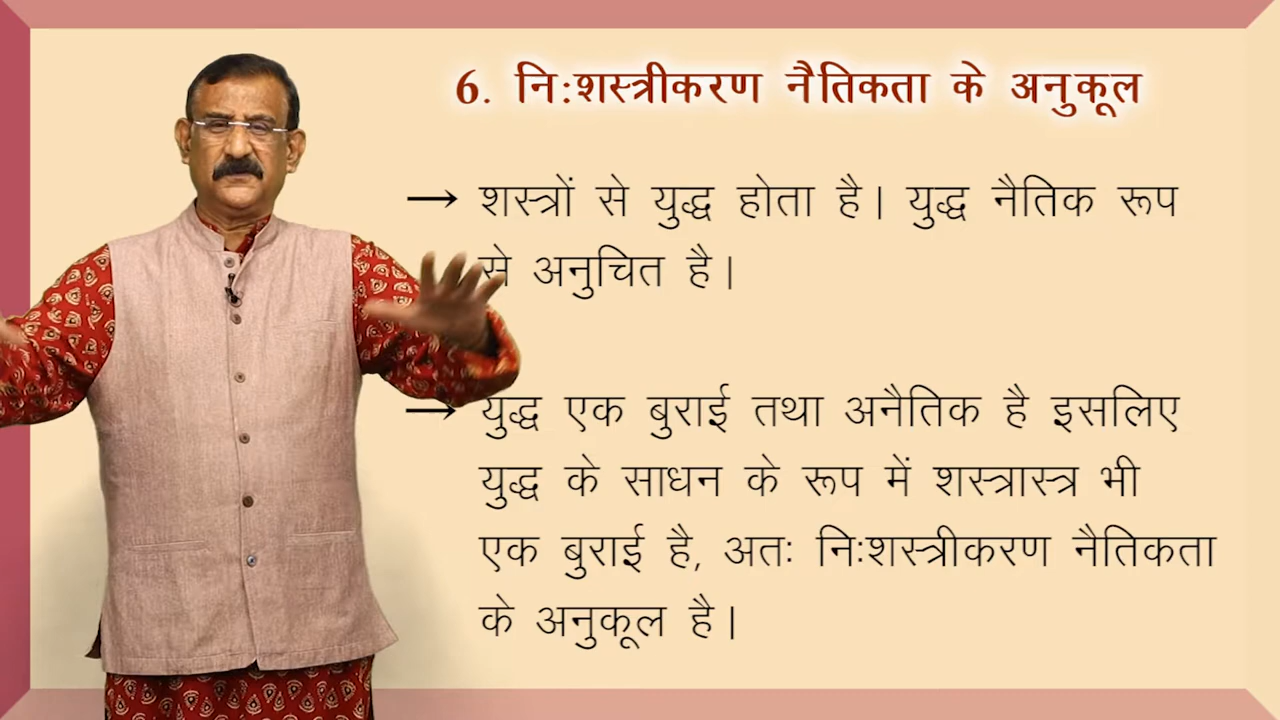 6. नि:शस्त्रीकरण नैतिकता के अनुकूल
→ शस्त्रों से युद्ध होता है। युद्ध नैतिक रूप
से अनुचित है।
→ युद्ध एक बुराई तथा अनैतिक है इसलिए
युद्ध के साधन के रूप में शस्त्रास्त्र भी
एक बुराई है, अतः निःशस्त्रीकरण नैतिकता
के अनुकूल है।